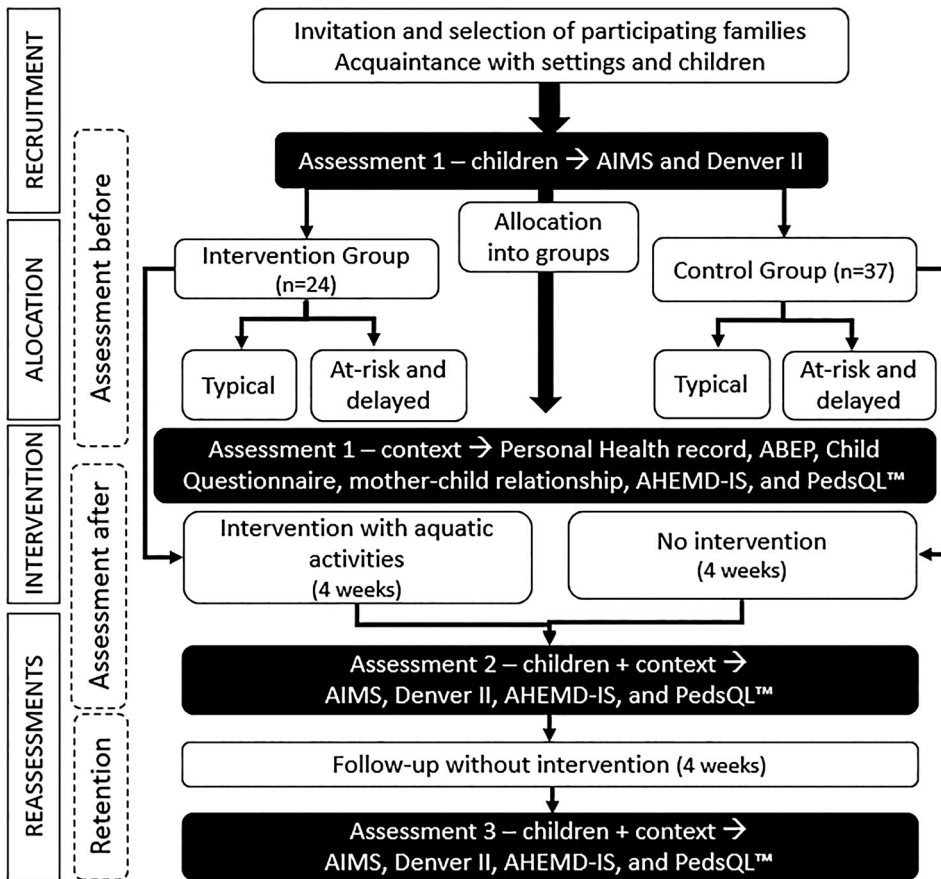 RECRUITMENT
ALOCATION
INTERVENTION
REASSESSMENTS
Assessment before
Assessment after
Retention
Invitation and selection of participating families
Acquaintance with settings and children
Assessment 1 – children → AIMS and Denver II
Allocation
into groups
Intervention Group
(n=24)
Control Group (n=37)
Typical
At-risk and
delayed
Typical
At-risk and
delayed
Assessment 1 – context → Personal Health record, ABEP, Child
Questionnaire, mother-child relationship, AHEMD-IS, and PedsQL™
Intervention with aquatic
activities
(4 weeks)
No intervention
(4 weeks)
Assessment 2 – children + context →
AIMS, Denver II, AHEMD-IS, and PedsQL™
Follow-up without intervention (4 weeks)
Assessment 3 – children + context →
AIMS, Denver II, AHEMD-IS, and PedsQL™